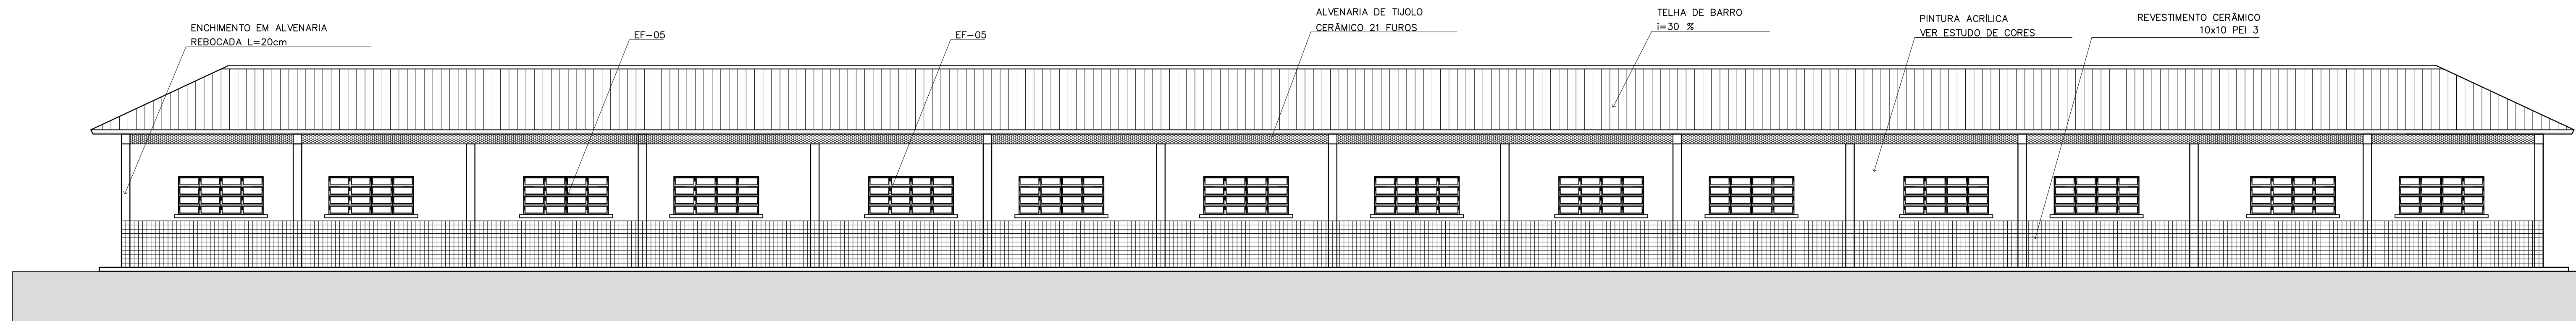 ENCHIMENTO EM ALVENARIA
REBOCADA L=20cm
EF-05
EF-05
ALVENARIA DE TIJOLO
CERÂMICO 21 FUROS
TELHA DE BARRO
i=30 %
PINTURA ACRÍLICA
VER ESTUDO DE CORES
REVESTIMENTO CERÂMICO
10x10 PEI 3